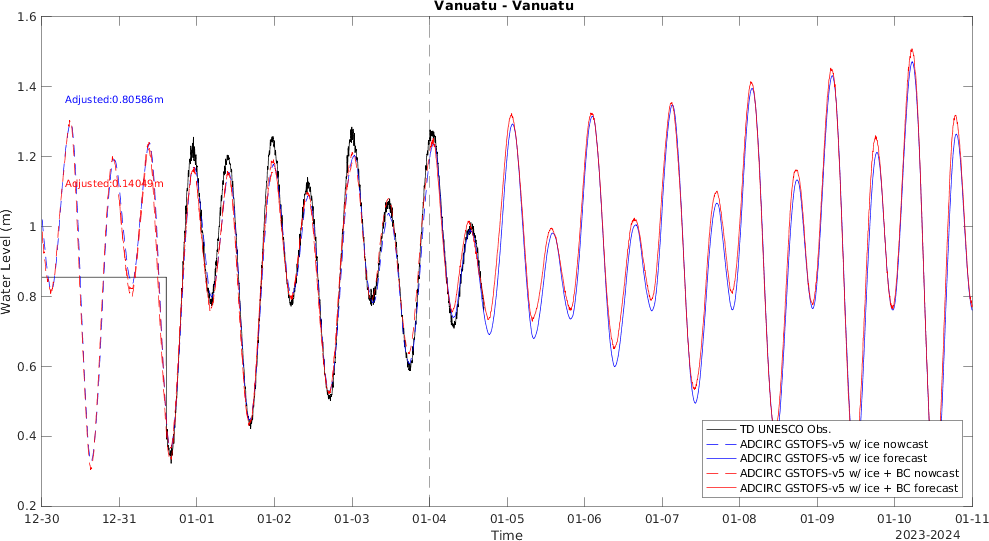 Vanuatu - Vanuatu
1.6
1.4
1.2
1
0.8
0.6
0.4
0.2
Water Level (m)
Adjusted:0.80586m
Adjusted:0.14049m
TD UNESCO Obs.
ADCIRC GSTOFS-v5 w/ ice nowcast
ADCIRC GSTOFS-v5 w/ ice forecast
ADCIRC GSTOFS-v5 w/ ice + BC nowcast
ADCIRC GSTOFS-v5 w/ ice + BC forecast
12-30 12-31 01-01 01-02 01-03 01-04 01-05 01-06 01-07 01-08 01-09 01-10 01-11
Time
2023-2024